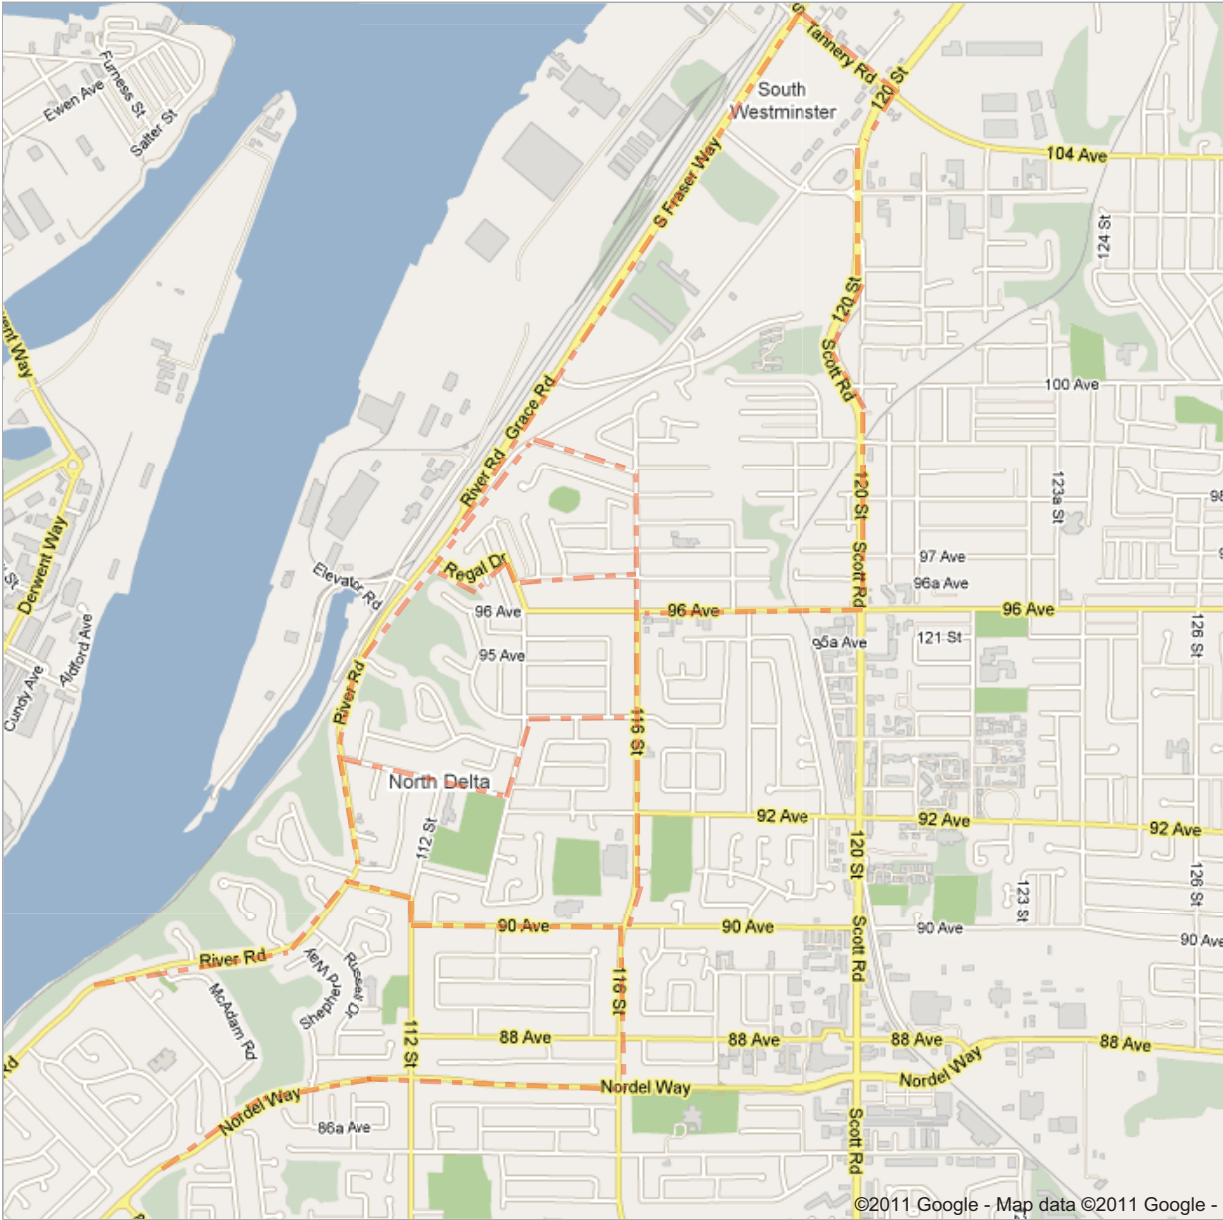 S
Tannery Rd
120 St
South
Westminster
104 Ave
Furness St
Ewen Ave
Salter St
S Fraser Way
124 St
120 St
Scott Rd
100 Ave
Grace Rd
River Rd
120 St
123a St
Derwent Way
Elevator Rd
Regal Dr
Scott Rd
97 Ave
96a Ave
96 Ave
96 Ave
96 Ave
126 St
121 St
95a Ave
95 Ave
Aldford Ave
Cundy Ave
River Rd
116 St
North Delta
92 Ave
92 Ave
92 Ave
112 St
120 St
126 St
123 St
90 Ave
90 Ave
90 Ave
90 Ave
Scott Rd
River Rd
Shepherd Way
Russell Dr
McAdam Rd
116 St
112 St
88 Ave
88 Ave
88 Ave
88 Ave
Rd
Nordel Way
Nordel Way
Nordel Way
86a Ave
Scott Rd
©2011 Google - Map data ©2011 Google -